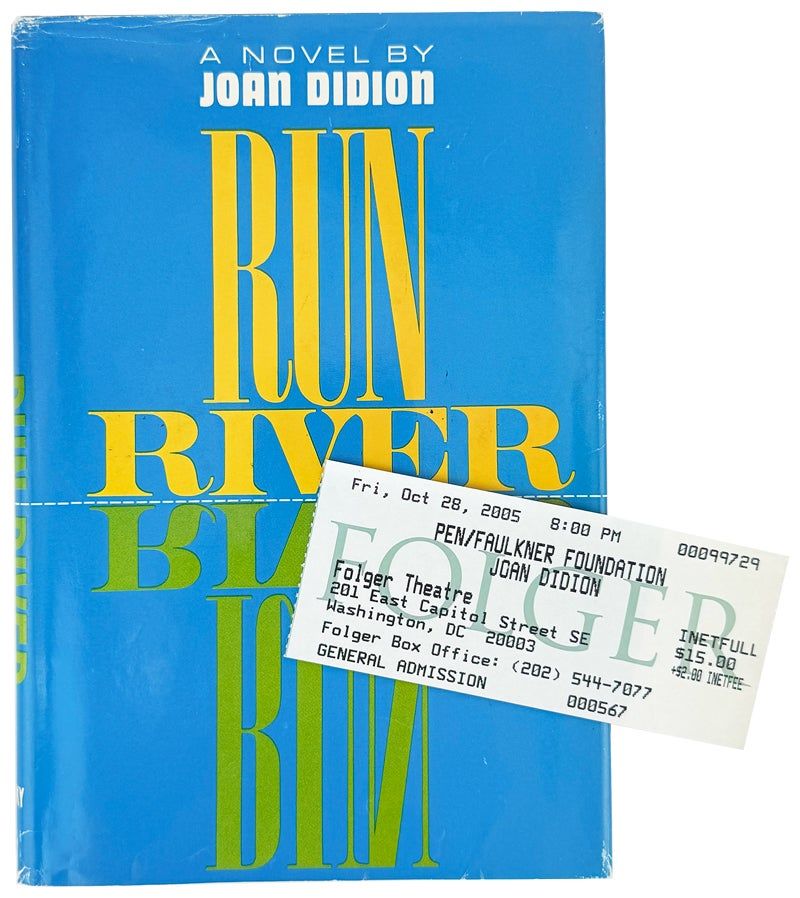 A NOVEL BY
JOAN DIDION
RUN
RIVER
RUN RIVER
Fri, Oct 28, 2005 8:00 PM
00099729
PEN/FAULKNER FOUNDATION
JOAN DIDION
FOLGER
Folger Theatre
201 East Capitol Street SE
Washington, DC 20003
Folger Box Office: (202) 544-7077
GENERAL ADMISSION
000567
INETFULL
$15.00
+$2.00 INETFEE